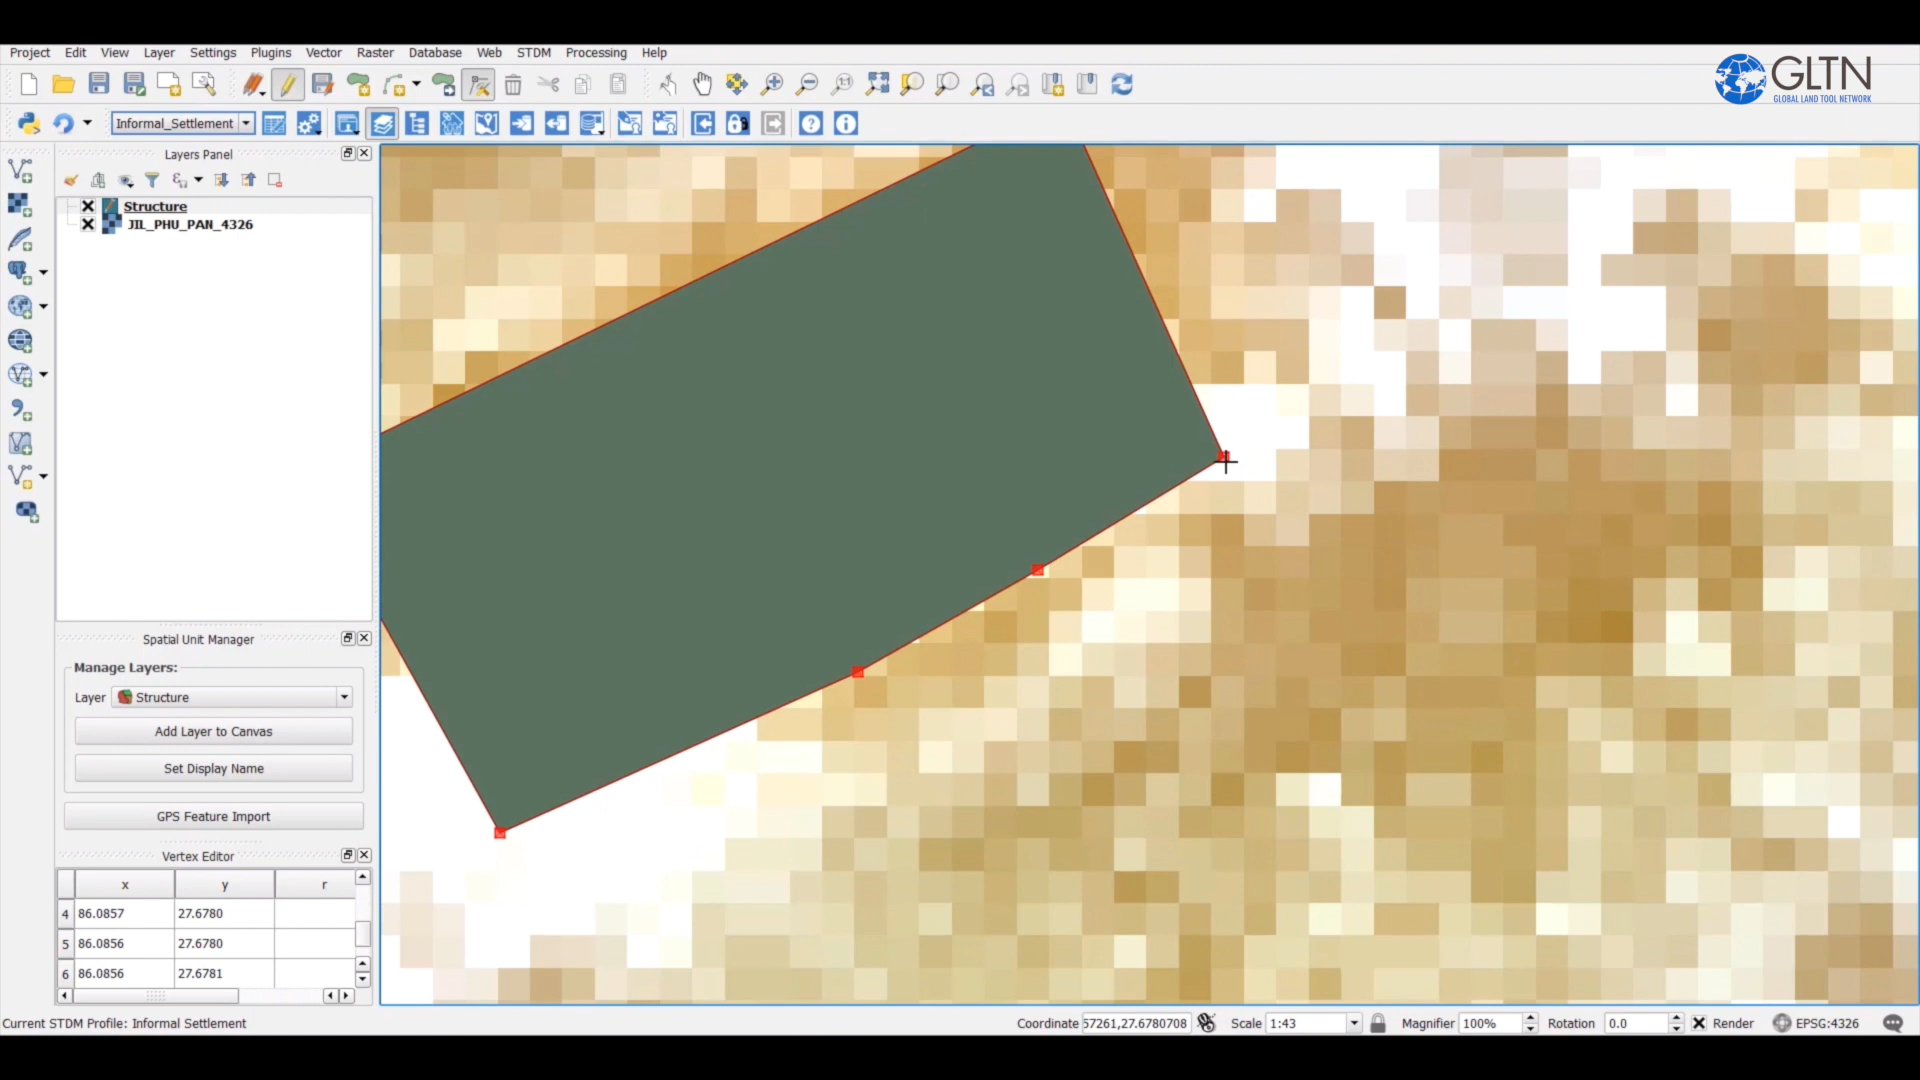 Project Edit View Layer Settings Plugins Vector Raster Database Web STDM Processing Help
GLTN
GLOBAL LAND TOOL NETWORK
Informal_Settlement
Layers Panel
Structure
JIL_PHU_PAN_4326
Spatial Unit Manager
Manage Layers:
Layer Structure
Add Layer to Canvas
Set Display Name
GPS Feature Import
Vertex Editor
x y r
4 86.0857 27.6780
5 86.0856 27.6780
6 86.0856 27.6781
Current STDM Profile: Informal Settlement Coordinate 57261,27.6780708 Scale 1:43 Magnifier 100% Rotation 0.0 Render EPSG:4326